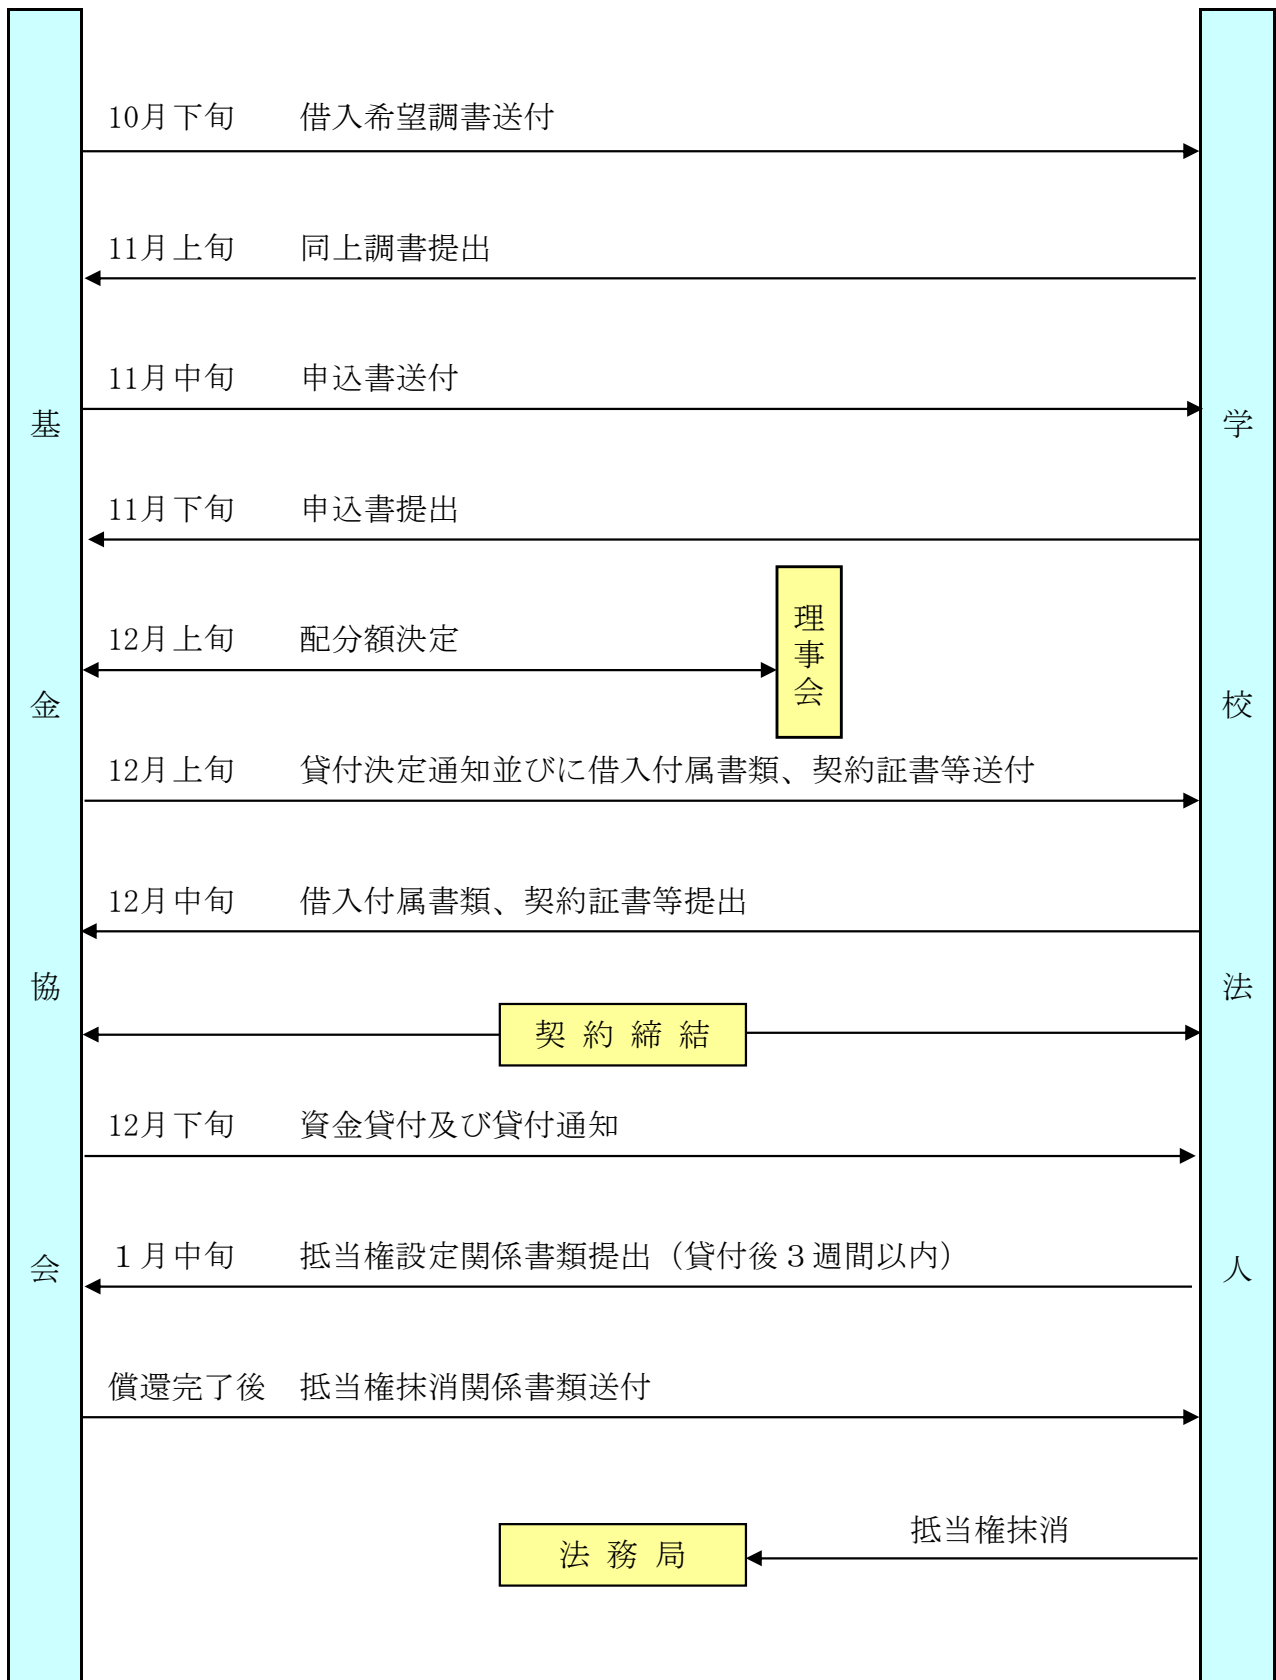 10月下旬　　借入希望調書送付
11月上旬　　同上調書提出
11月中旬　　申込書送付
11月下旬　　申込書提出
12月上旬　　配分額決定
理事会
12月上旬　　貸付決定通知並びに借入付属書類、契約証書等送付
12月中旬　　借入付属書類、契約証書等提出
契約締結
12月下旬　　資金貸付及び貸付通知
１月中旬　　抵当権設定関係書類提出（貸付後３週間以内）
償還完了後　抵当権抹消関係書類送付
抵当権抹消
法務局
基金協会
学校法人